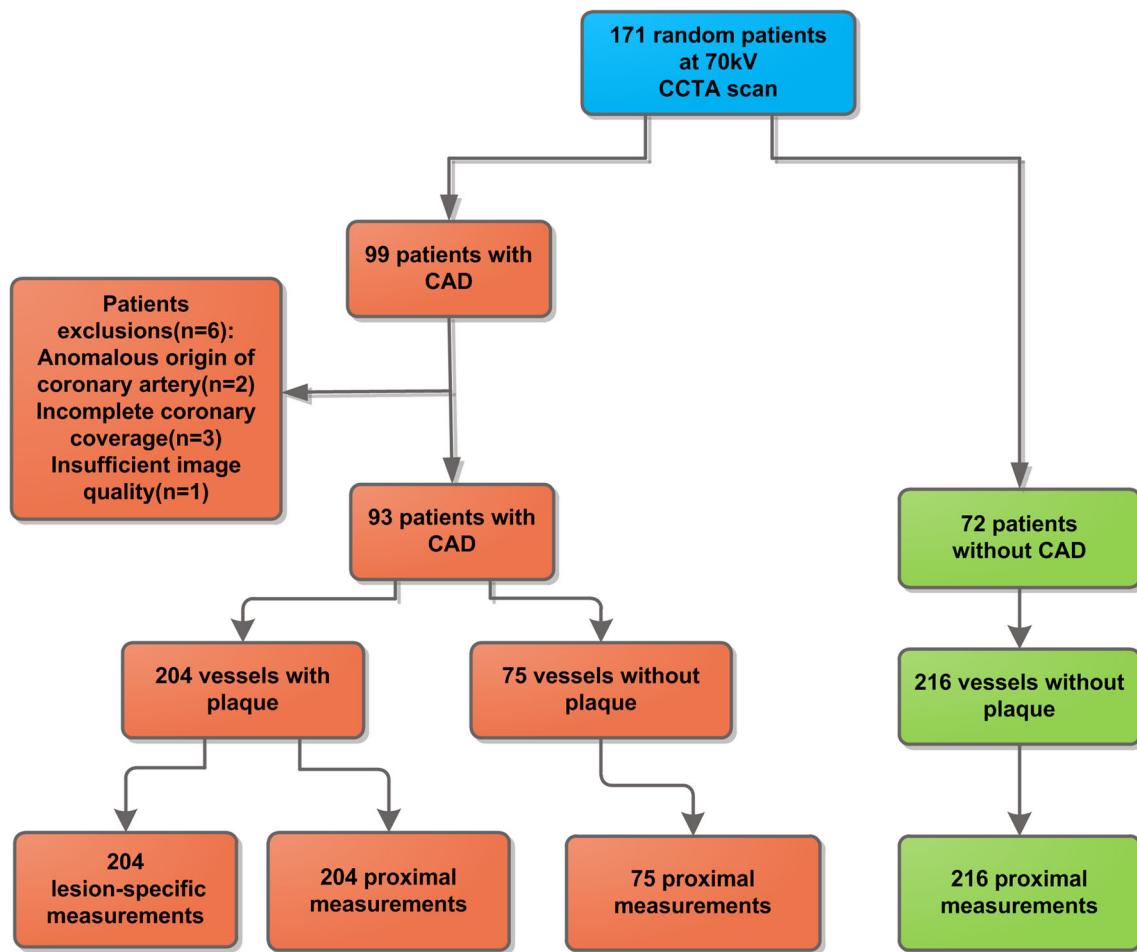 171 random patients
at 70kV
CCTA scan
99 patients with
CAD
Patients
exclusions(n=6):
Anomalous origin of
coronary artery(n=2)
Incomplete coronary
coverage(n=3)
Insufficient image
quality(n=1)
93 patients with
CAD
72 patients
without CAD
204 vessels with
plaque
75 vessels without
plaque
216 vessels without
plaque
204
lesion-specific
measurements
204 proximal
measurements
75 proximal
measurements
216 proximal
measurements